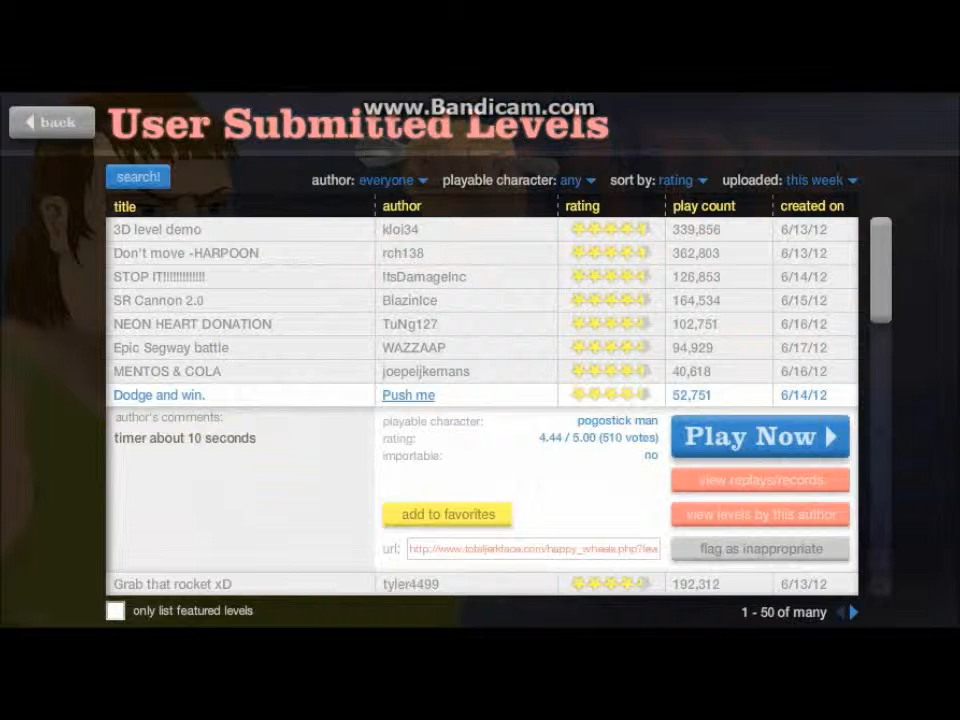 www.Bandicam.com
back
User Submitted Levels
search!
author: everyone playable character: any sort by: rating uploaded: this week
title author rating play count created on
3D level demo kloi34 339,856 6/13/12
Don't move -HARPOON rch138 362,803 6/13/12
STOP IT!!!!!!!!!!!!! ItsDamageInc 126,853 6/14/12
SR Cannon 2.0 BlazinIce 164,534 6/15/12
NEON HEART DONATION TuNg127 102,751 6/16/12
Epic Segway battle WAZZAAP 94,929 6/17/12
MENTOS & COLA joepeijkemans 40,618 6/16/12
Dodge and win. Push me 52,751 6/14/12
author's comments:
timer about 10 seconds
playable character: pogostick man
rating: 4.44 / 5.00 (510 votes)
importable: no
Play Now
view replays/records
add to favorites
view levels by this author
url: http://www.totaljerkface.com/happy_wheels.php?leve
flag as inappropriate
Grab that rocket xD tyler4499 192,312 6/13/12
only list featured levels
1 - 50 of many